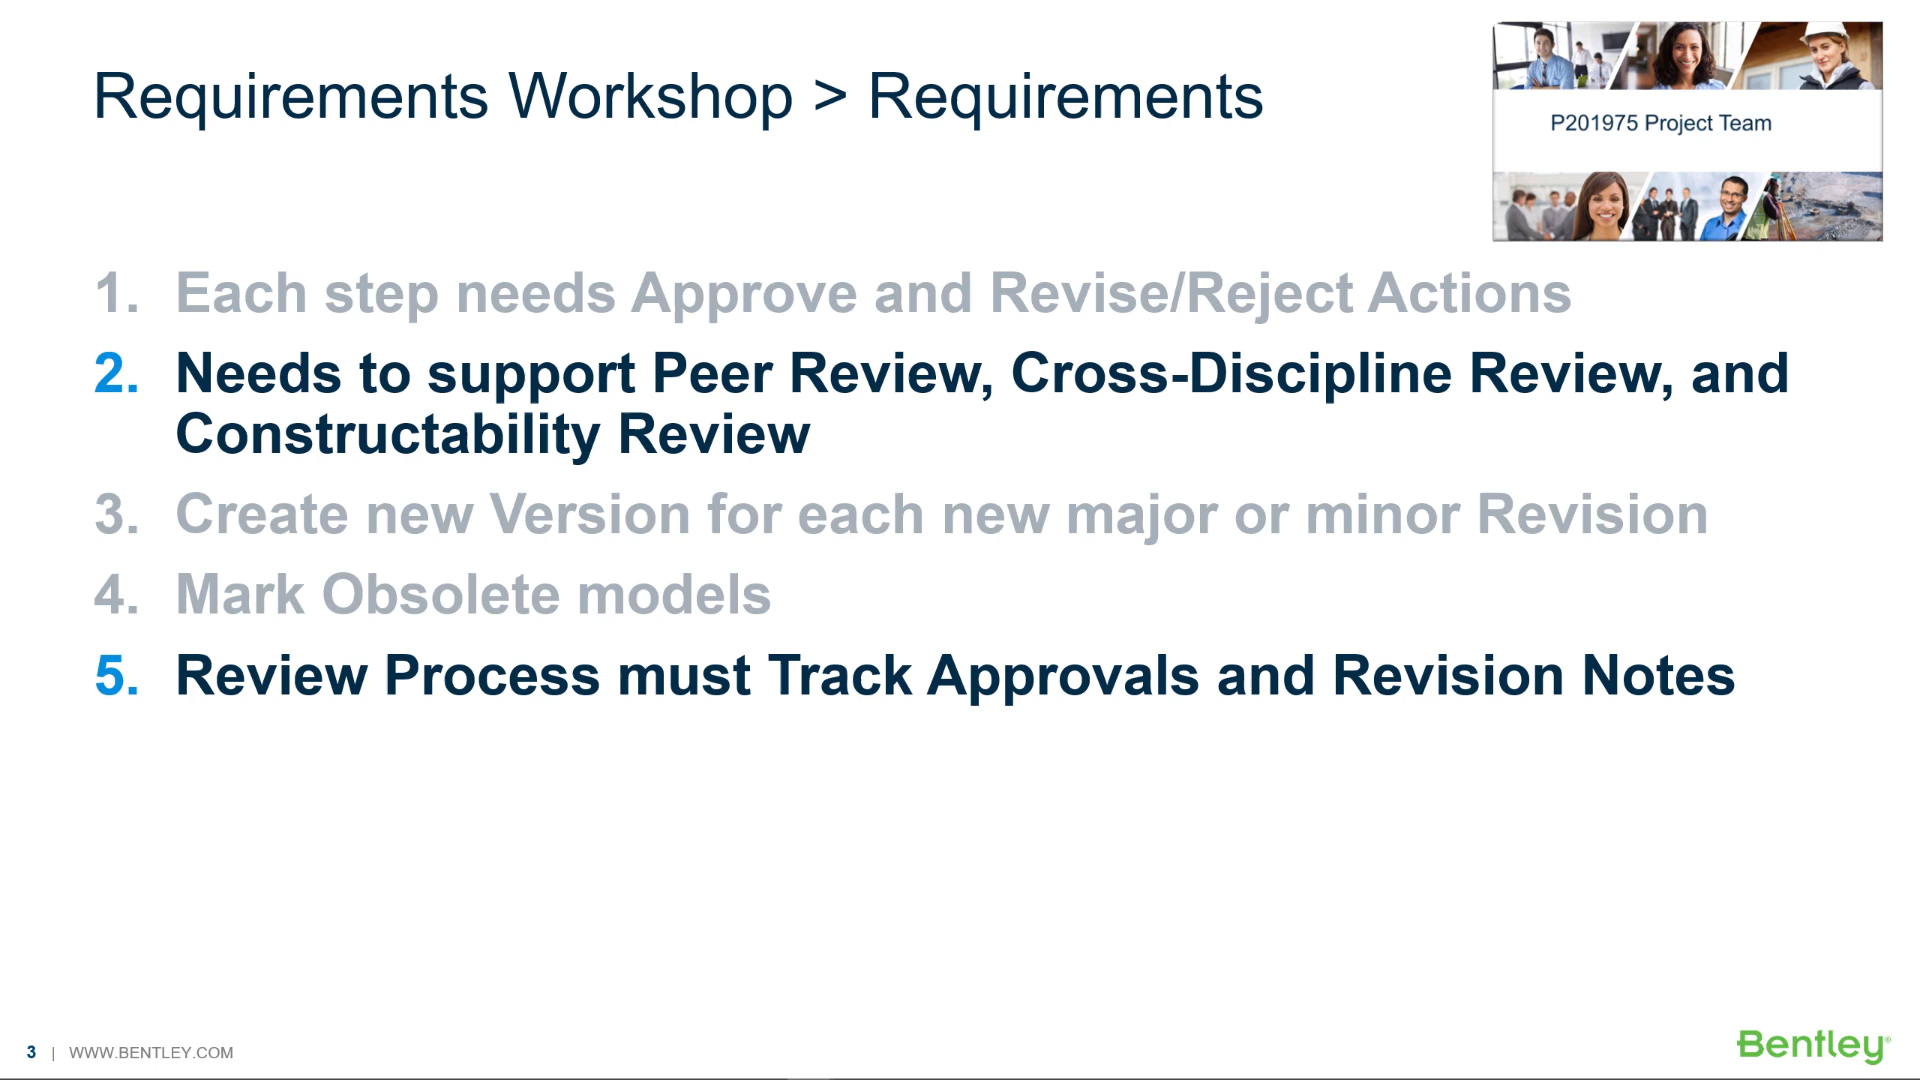 Requirements Workshop > Requirements
P201975 Project Team
1. Each step needs Approve and Revise/Reject Actions
2. Needs to support Peer Review, Cross-Discipline Review, and
Constructability Review
3. Create new Version for each new major or minor Revision
4. Mark Obsolete models
5. Review Process must Track Approvals and Revision Notes
3 | WWW.BENTLEY.COM
Bentley®